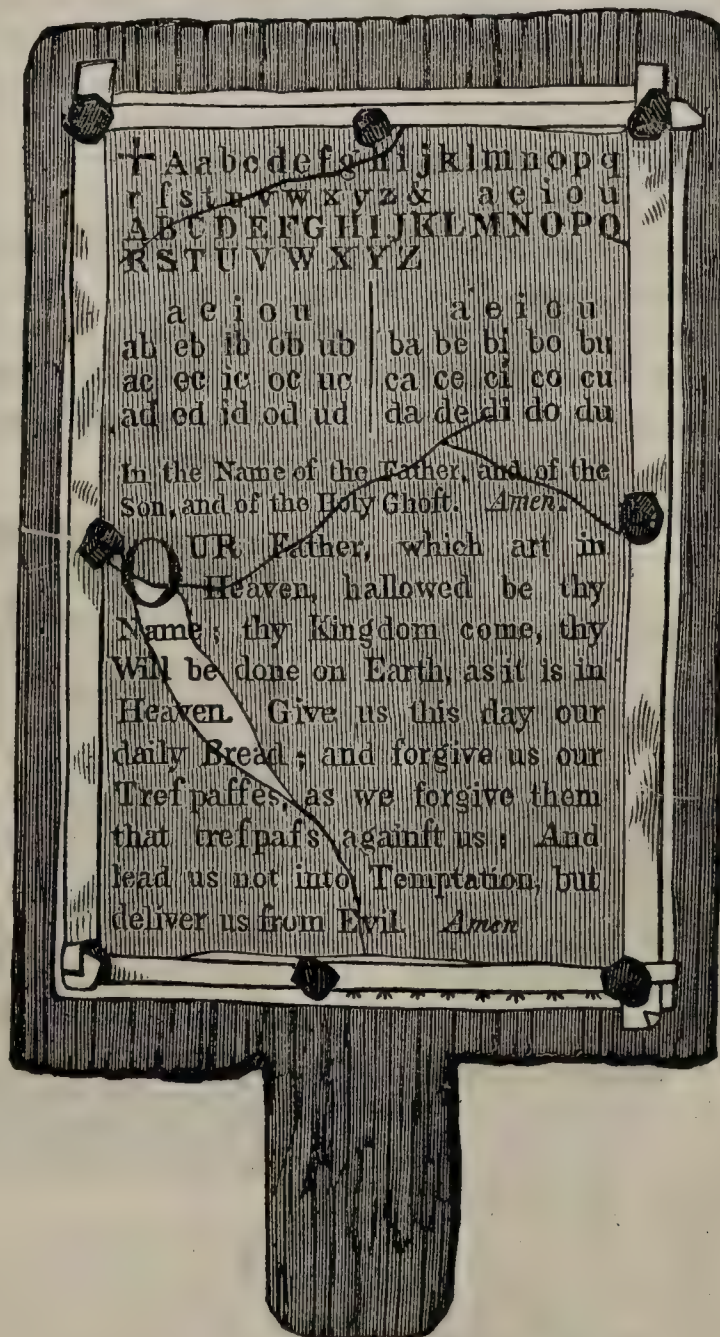 + A a b c d e f g h i j k l m n o p q
r ſ s t u v w x y z & a e i o u
A B C D E F G H I J K L M N O P Q
R S T U V W X Y Z
a e i o u a e i o u
ab eb ib ob ub ba be bi bo bu
ac ec ic oc uc ca ce ci co cu
ad ed id od ud da de di do du
In the Name of the Father, and of the
Son, and of the Holy Ghoſt. Amen.
OUR Father, which art in
Heaven, hallowed be thy
Name; thy Kingdom come, thy
Will be done on Earth, as it is in
Heaven. Give us this day our
daily Bread; and forgive us our
Treſpaſſes, as we forgive them
that treſpaſs againſt us: And
lead us not into Temptation, but
deliver us from Evil. Amen